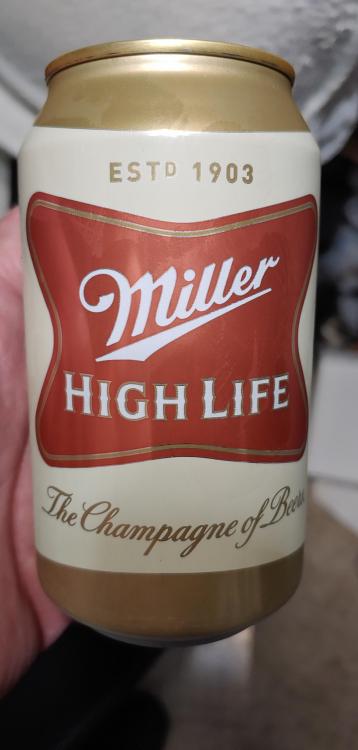 ESTD 1903
Miller
HIGH LIFE
The Champagne of Beers